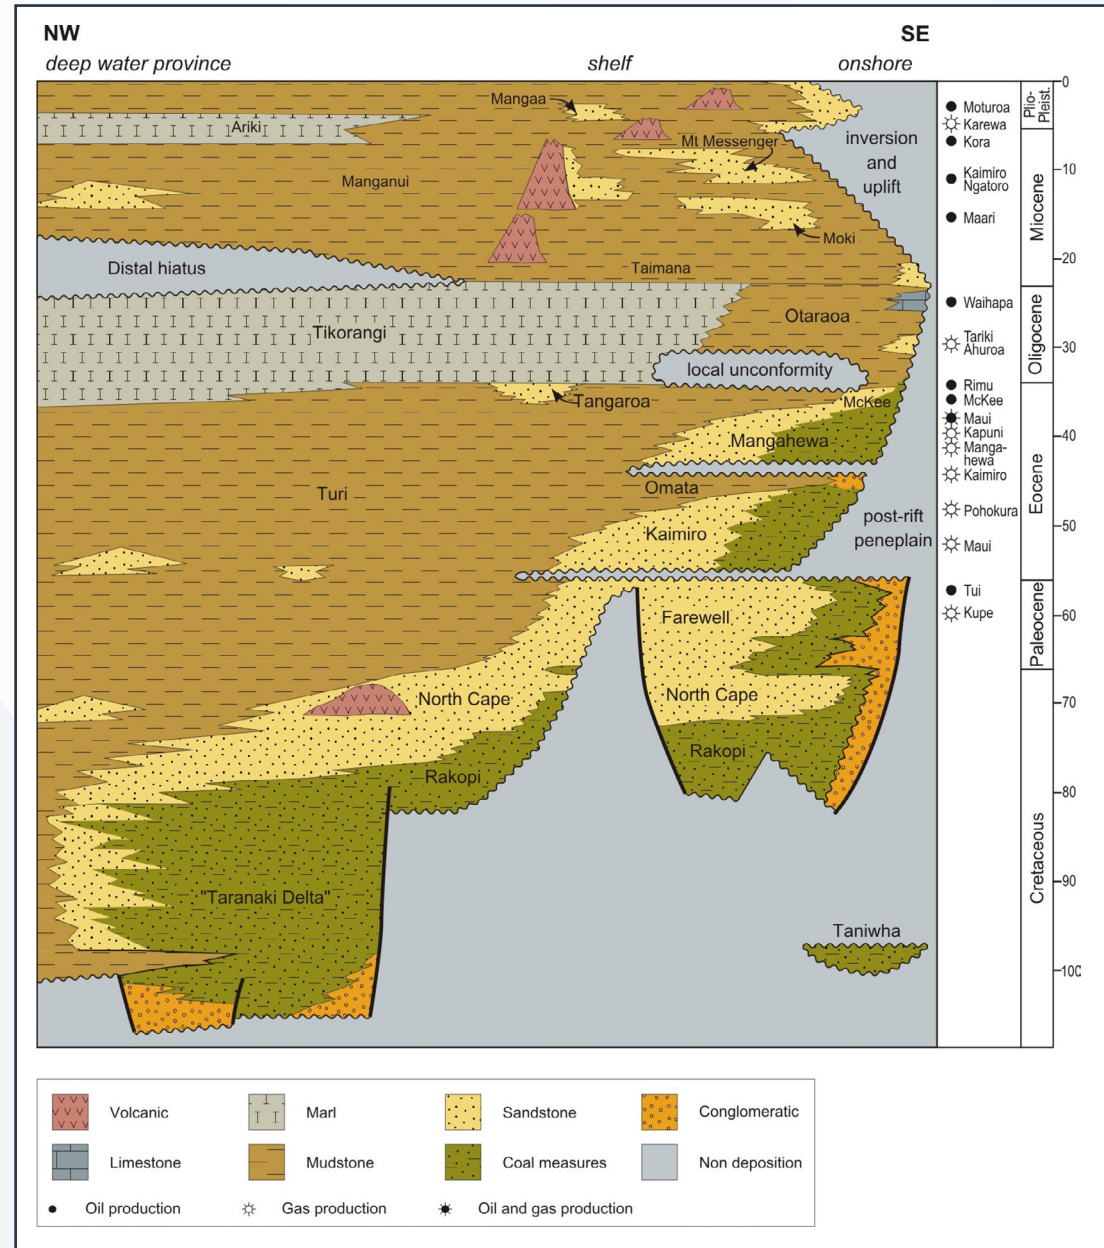 NW
SE
deep water province
shelf
onshore
Mangaa
Ariki
Mt Messenger
inversion
and
uplift
Manganui
Moki
Distal hiatus
Taimana
Otaraoa
Tikorangi
local unconformity
Tangaroa
McKee
Mangahewa
Turi
Omata
post-rift
peneplain
Kaimiro
Farewell
North Cape
North Cape
Rakopi
Rakopi
"Taranaki Delta"
Taniwha
Moturoa
Karewa
Kora
Kaimiro
Ngatoro
Maari
Waihapa
Tariki
Ahuroa
Rimu
McKee
Maui
Kapuni
Manga-
hewa
Kaimiro
Pohokura
Maui
Tui
Kupe
Plio-
Pleist.
Miocene
Oligocene
Eocene
Paleocene
Cretaceous
0
10
20
30
40
50
60
70
80
90
100
Volcanic
Marl
Sandstone
Conglomeratic
Limestone
Mudstone
Coal measures
Non deposition
Oil production
Gas production
Oil and gas production